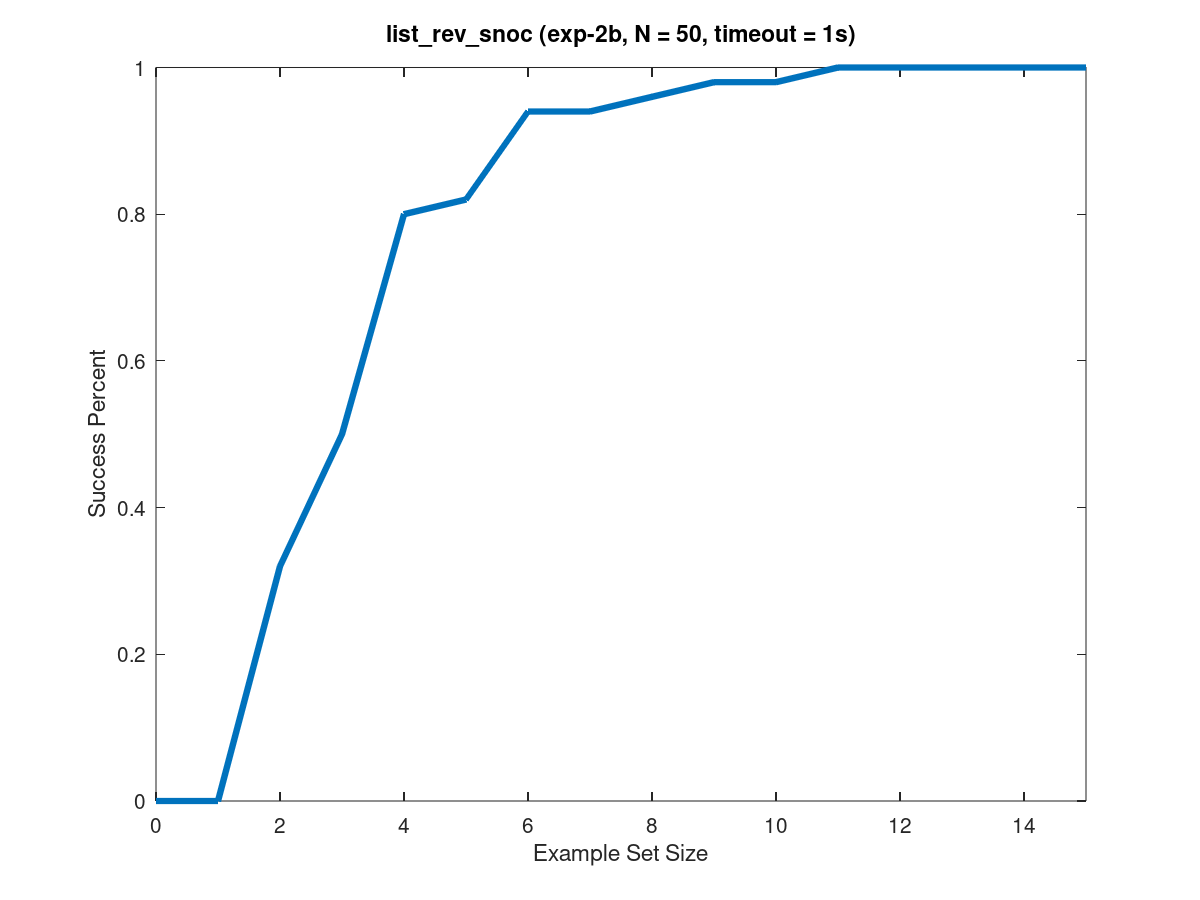 list_rev_snoc (exp-2b, N = 50, timeout = 1s)
1
0.8
0.6
0.4
0.2
0
Success Percent
0 2 4 6 8 10 12 14
Example Set Size